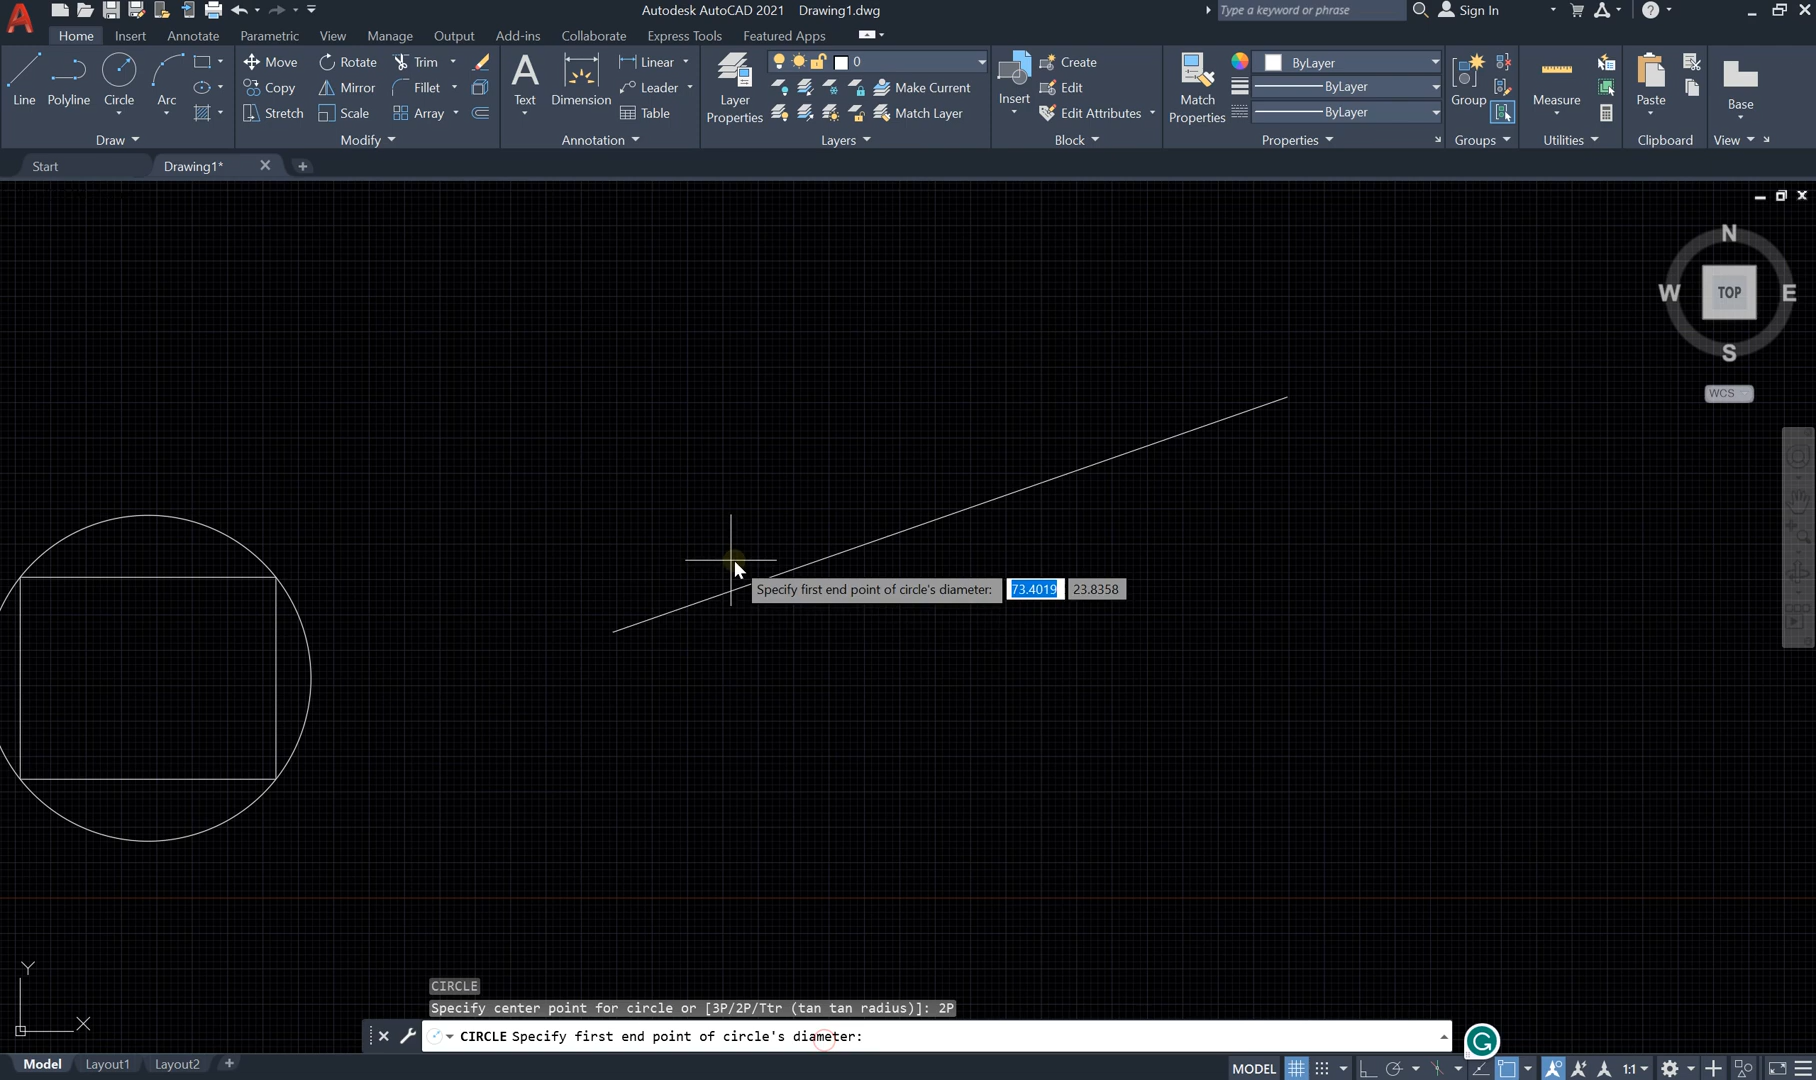 Autodesk AutoCAD 2021 Drawing1.dwg
Type a keyword or phrase
Sign In
Home Insert Annotate Parametric View Manage Output Add-ins Collaborate Express Tools Featured Apps
Line
Polyline
Circle
Arc
Draw
Move
Rotate
Trim
Copy
Mirror
Fillet
Stretch
Scale
Array
Modify
Text
Dimension
Linear
Leader
Table
Annotation
Layer
Properties
0
Make Current
Match Layer
Layers
Insert
Create
Edit
Edit Attributes
Block
Match
Properties
ByLayer
ByLayer
ByLayer
Properties
Group
Groups
Measure
Utilities
Paste
Clipboard
Base
View
Start
Drawing1*
N
W
TOP
E
S
WCS
Specify first end point of circle's diameter: 73.4019 23.8358
Y
X
CIRCLE
Specify center point for circle or [3P/2P/Ttr (tan tan radius)]: 2P
CIRCLE Specify first end point of circle's diameter:
Model Layout1 Layout2
MODEL
1:1